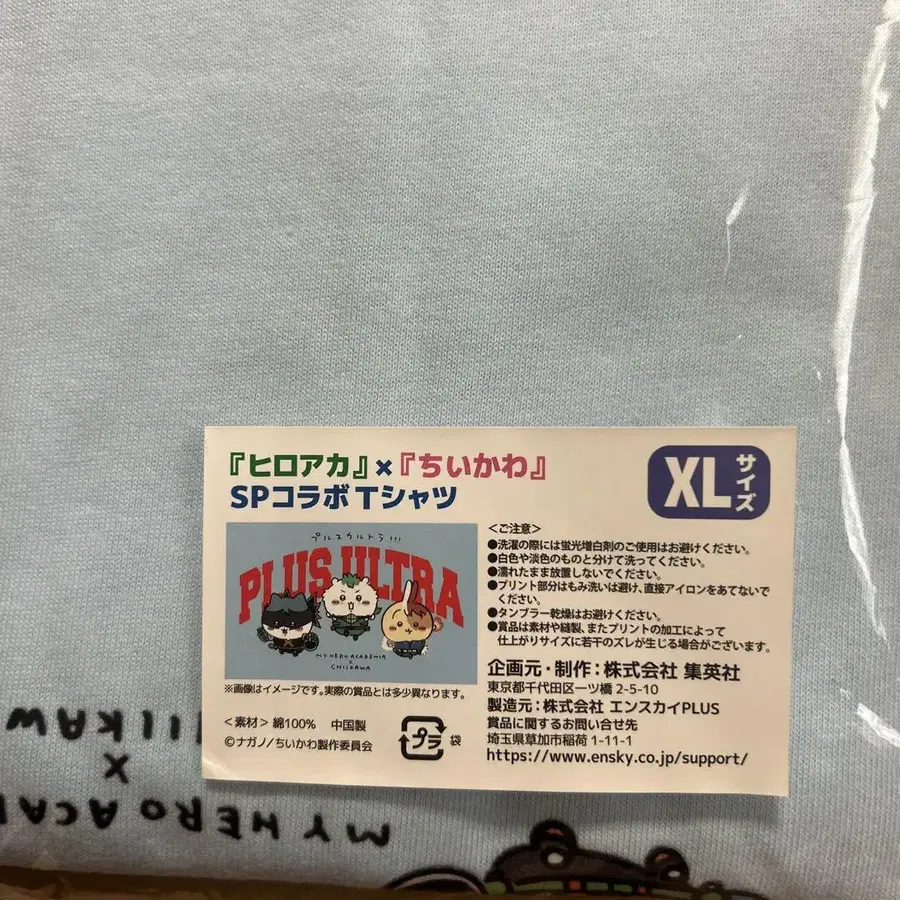 『ヒロアカ』×『ちいかわ』
SPコラボTシャツ
XL
サイズ
プルスウルトラ!!!
PLUS ULTRA
MY HERO ACADEMIA
×
CHIIKAWA
※画像はイメージです。実際の賞品とは多少異なります。
<素材> 綿100% 中国製
©ナガノ/ちいかわ製作委員会
プラ
袋
<ご注意>
●洗濯の際には蛍光増白剤のご使用はお避けください。
●白色や淡色のものと分けて洗ってください。
●濡れたまま放置しないでください。
●プリント部分はもみ洗いは避け、直接アイロンをあてないで
ください。
●タンブラー乾燥はお避けください。
●賞品は素材や縫製、またプリントの加工によって
仕上がりサイズに若干のズレが生じる場合がございます。
企画元・制作:株式会社 集英社
東京都千代田区一ツ橋 2-5-10
製造元:株式会社 エンスカイPLUS
賞品に関するお問い合せ先
埼玉県草加市稲荷 1-11-1
https://www.ensky.co.jp/support/
MY HERO ACA
X
IIKAW